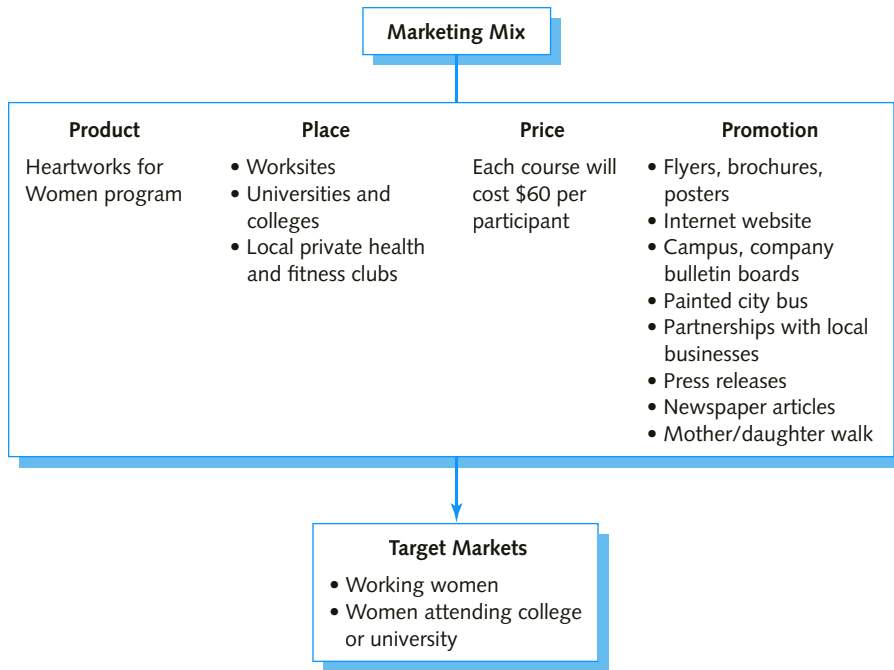 Marketing Mix
Product
Heartworks for
Women program
Place
• Worksites
• Universities and
colleges
• Local private health
and fitness clubs
Price
Each course will
cost $60 per
participant
Promotion
• Flyers, brochures,
posters
• Internet website
• Campus, company
bulletin boards
• Painted city bus
• Partnerships with local
businesses
• Press releases
• Newspaper articles
• Mother/daughter walk
Target Markets
• Working women
• Women attending college
or university